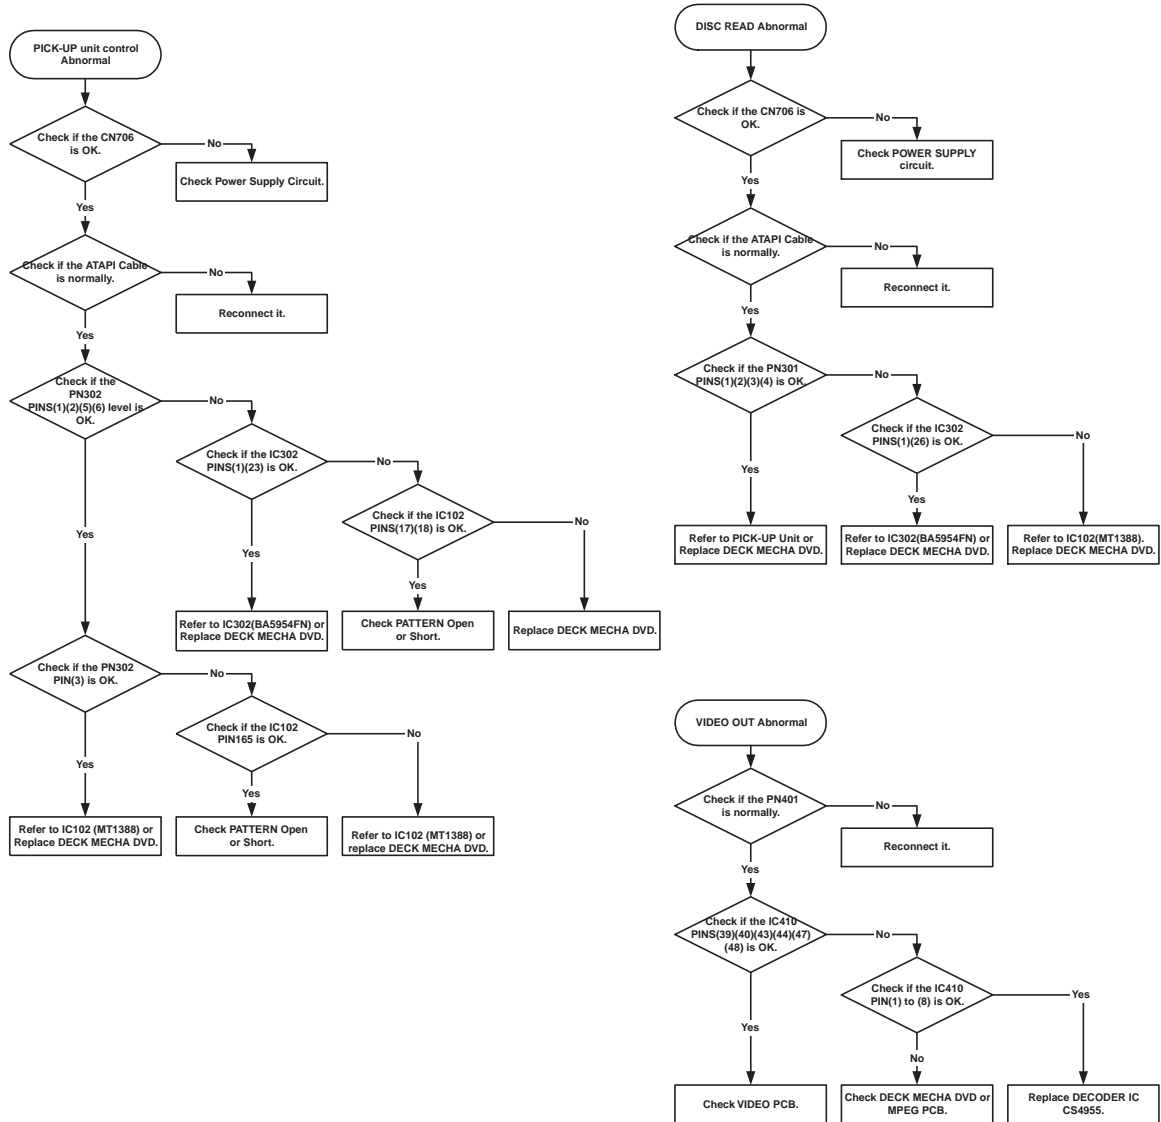 PICK-UP unit control
Abnormal
Check if the CN706
is OK.
No
Check Power Supply Circuit.
Yes
Check if the ATAPI Cable
is normally.
No
Reconnect it.
Yes
Check if the
PN302
PINS(1)(2)(5)(6) level is
OK.
No
Check if the IC302
PINS(1)(23) is OK.
No
Check if the IC102
PINS(17)(18) is OK.
No
Yes
Yes
Yes
Refer to IC302(BA5954FN) or
Replace DECK MECHA DVD.
Check PATTERN Open
or Short.
Replace DECK MECHA DVD.
Check if the PN302
PIN(3) is OK.
No
Check if the IC102
PIN165 is OK.
No
Yes
Yes
Refer to IC102 (MT1388) or
Replace DECK MECHA DVD.
Check PATTERN Open
or Short.
Refer to IC102 (MT1388) or
replace DECK MECHA DVD.
DISC READ Abnormal
Check if the CN706 is
OK.
No
Check POWER SUPPLY
circuit.
Yes
Check if the ATAPI Cable
is normally.
No
Reconnect it.
Yes
Check if the PN301
PINS(1)(2)(3)(4) is OK.
No
Check if the IC302
PINS(1)(26) is OK.
No
Yes
Yes
Refer to PICK-UP Unit or
Replace DECK MECHA DVD.
Refer to IC302(BA5954FN) or
Replace DECK MECHA DVD.
Refer to IC102(MT1388).
Replace DECK MECHA DVD.
VIDEO OUT Abnormal
Check if the PN401
is normally.
No
Reconnect it.
Yes
Check if the IC410
PINS(39)(40)(43)(44)(47)
(48) is OK.
No
Check if the IC410
PIN(1) to (8) is OK.
Yes
Yes
No
Check VIDEO PCB.
Check DECK MECHA DVD or
MPEG PCB.
Replace DECODER IC
CS4955.